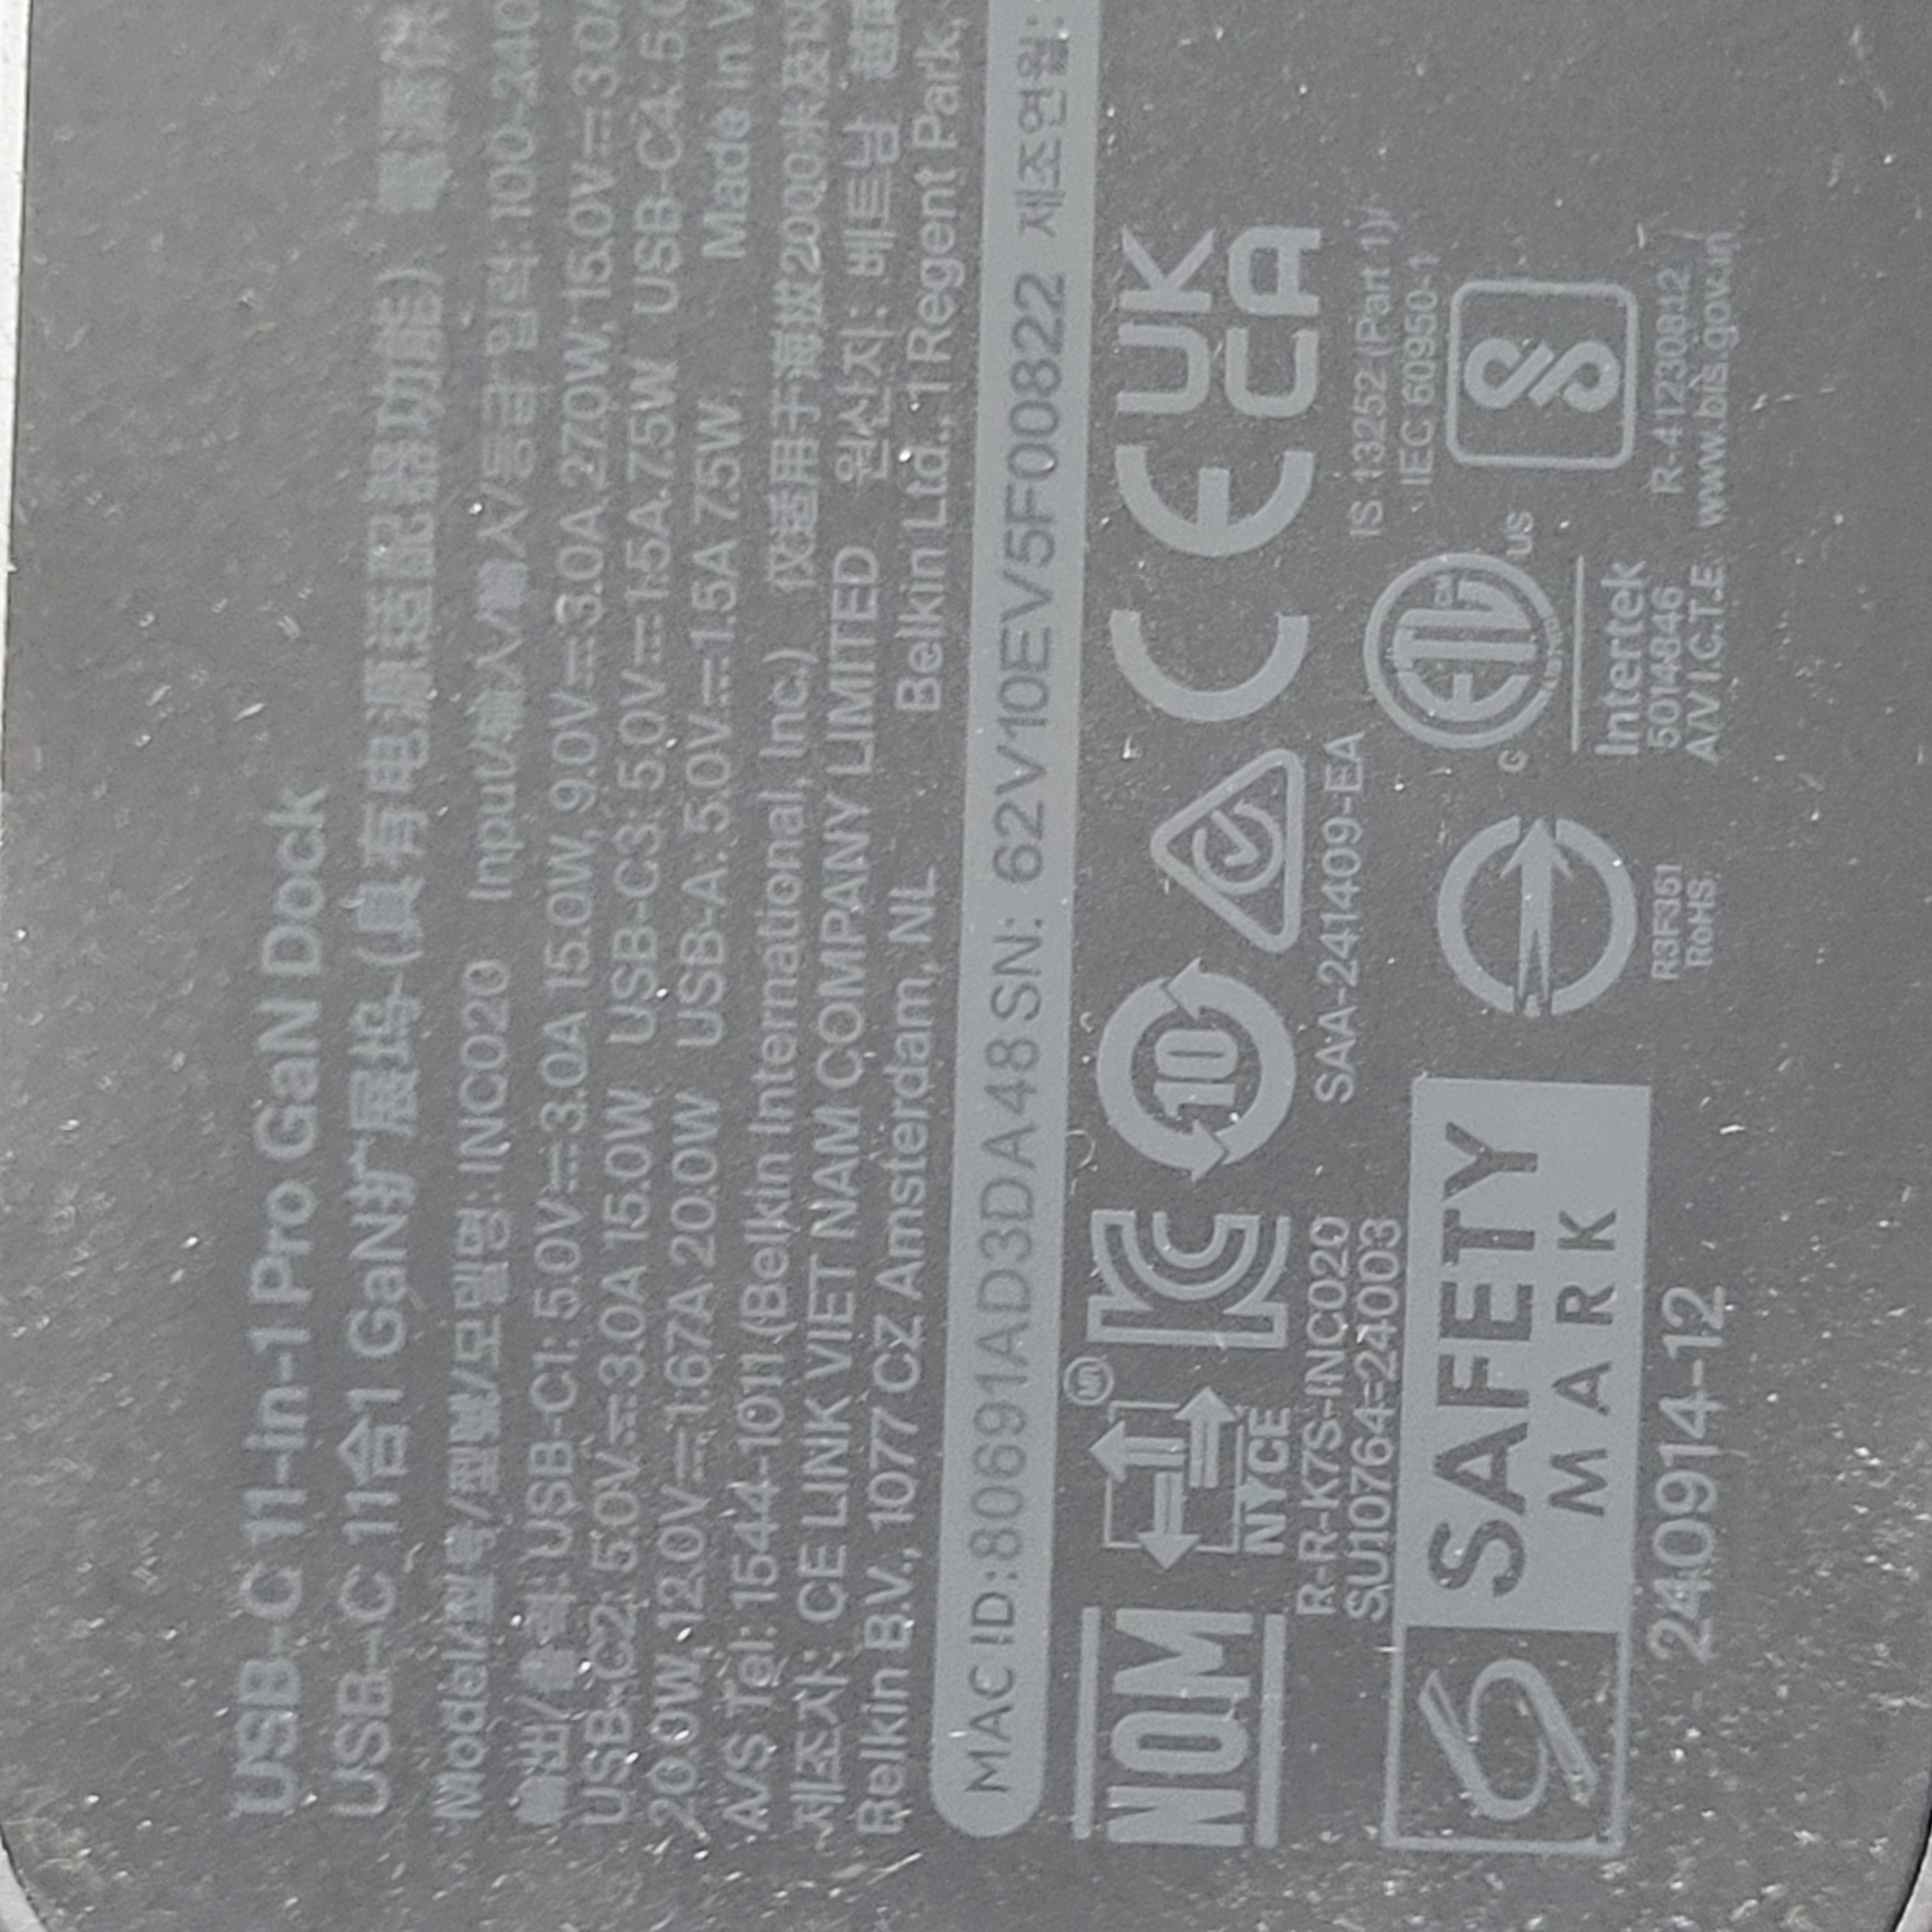 USB-C 11-in-1 Pro GaN Dock
USB-C 11合1 GaN扩展坞 (具有电源适配器功能)
Model/型号/型號/모델명: INC020 Input/输入/輸入/등급 입력: 100-240
USB-C1: 5.0V⎓3.0A 15.0W, 9.0V⎓3.0A 27.0W, 15.0V⎓3.0A
USB-C2: 5.0V⎓3.0A 15.0W USB-C3: 5.0V⎓1.5A 7.5W USB-C4: 5.0
20.0W, 12.0V⎓1.67A 20.0W USB-A: 5.0V⎓1.5A 7.5W Made in V
A/S Tel: 1544-1011 (Belkin International, Inc.) (仅适用于海拔2000米及以
제조사: CE LINK VIET NAM COMPANY LIMITED 원산지: 베트남
Belkin B.V., 1077 CZ Amsterdam, NL Belkin Ltd., 1 Regent Park,
MAC ID:80691AD3DA48 SN: 62V10EV5F00822 제조연월:
NOM NYCE KC 10 CE UK CA
R-R-K7S-INC020
SU10764-24003
SAA-241409-EA
IS 13252 (Part 1)/
IEC 60950-1
SAFETY
MARK
240914-12
R3F351
RoHS
ETL
US
Intertek
5014846
A/V I.C.T.E
R-41230812
www.bis.gov.in